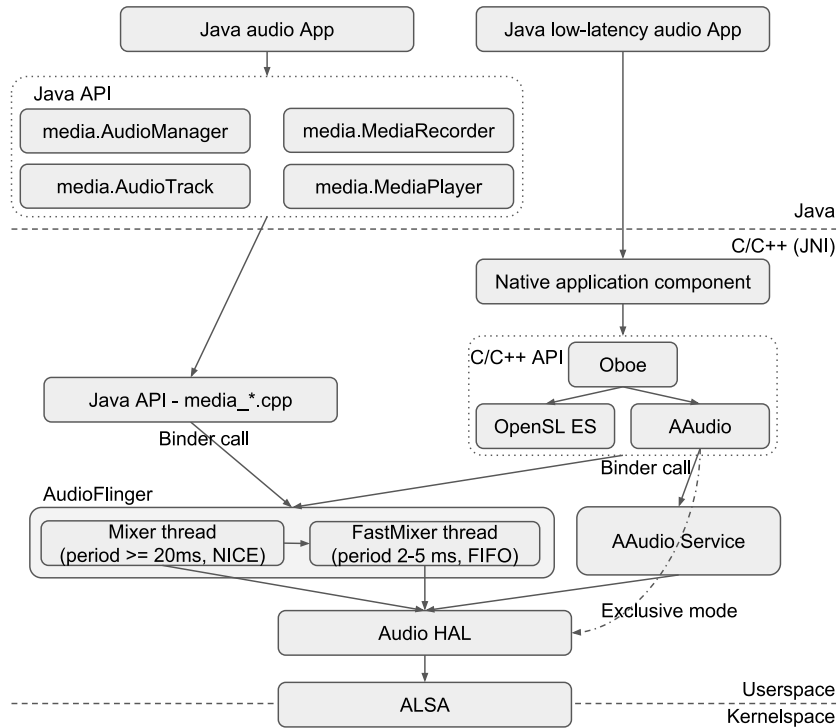 Java audio App
Java low-latency audio App
Java API
media.AudioManager
media.MediaRecorder
media.AudioTrack
media.MediaPlayer
Java
C/C++ (JNI)
Native application component
C/C++ API
Oboe
Java API - media_*.cpp
OpenSL ES
AAudio
Binder call
Binder call
AudioFlinger
Mixer thread
(period >= 20ms, NICE)
FastMixer thread
(period 2-5 ms, FIFO)
AAudio Service
Exclusive mode
Audio HAL
ALSA
Userspace
Kernelspace